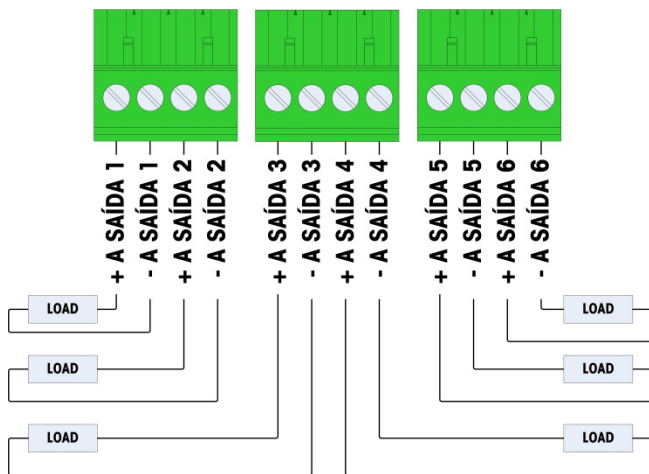 + A SAÍDA 1
- A SAÍDA 1
+ A SAÍDA 2
- A SAÍDA 2
+ A SAÍDA 3
- A SAÍDA 3
+ A SAÍDA 4
- A SAÍDA 4
+ A SAÍDA 5
- A SAÍDA 5
+ A SAÍDA 6
- A SAÍDA 6
LOAD
LOAD
LOAD
LOAD
LOAD
LOAD